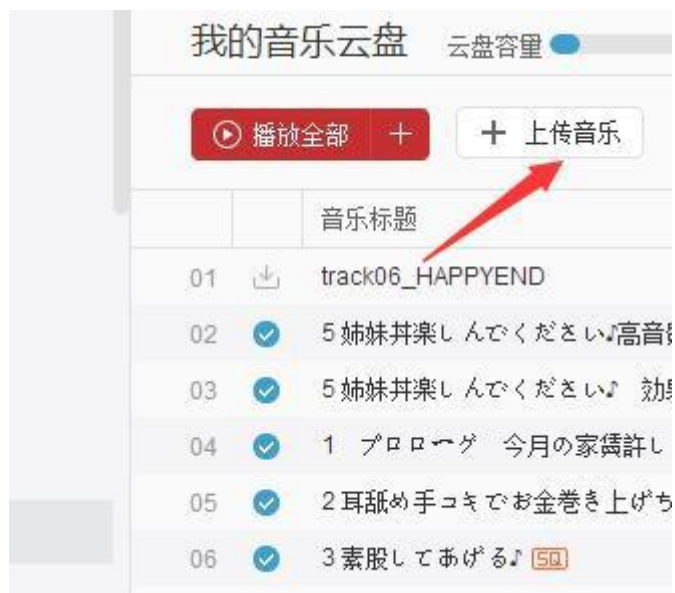 我的音乐云盘 云盘容量
播放全部 + + 上传音乐
音乐标题
01 track06_HAPPYEND
02 5姉妹丼楽しんでください♪高音
03 5姉妹丼楽しんでください♪ 効
04 1 プロローグ 今月の家賃許し
05 2耳舐め手コキでお金巻き上げち
06 3素股してあげる♪ SQ